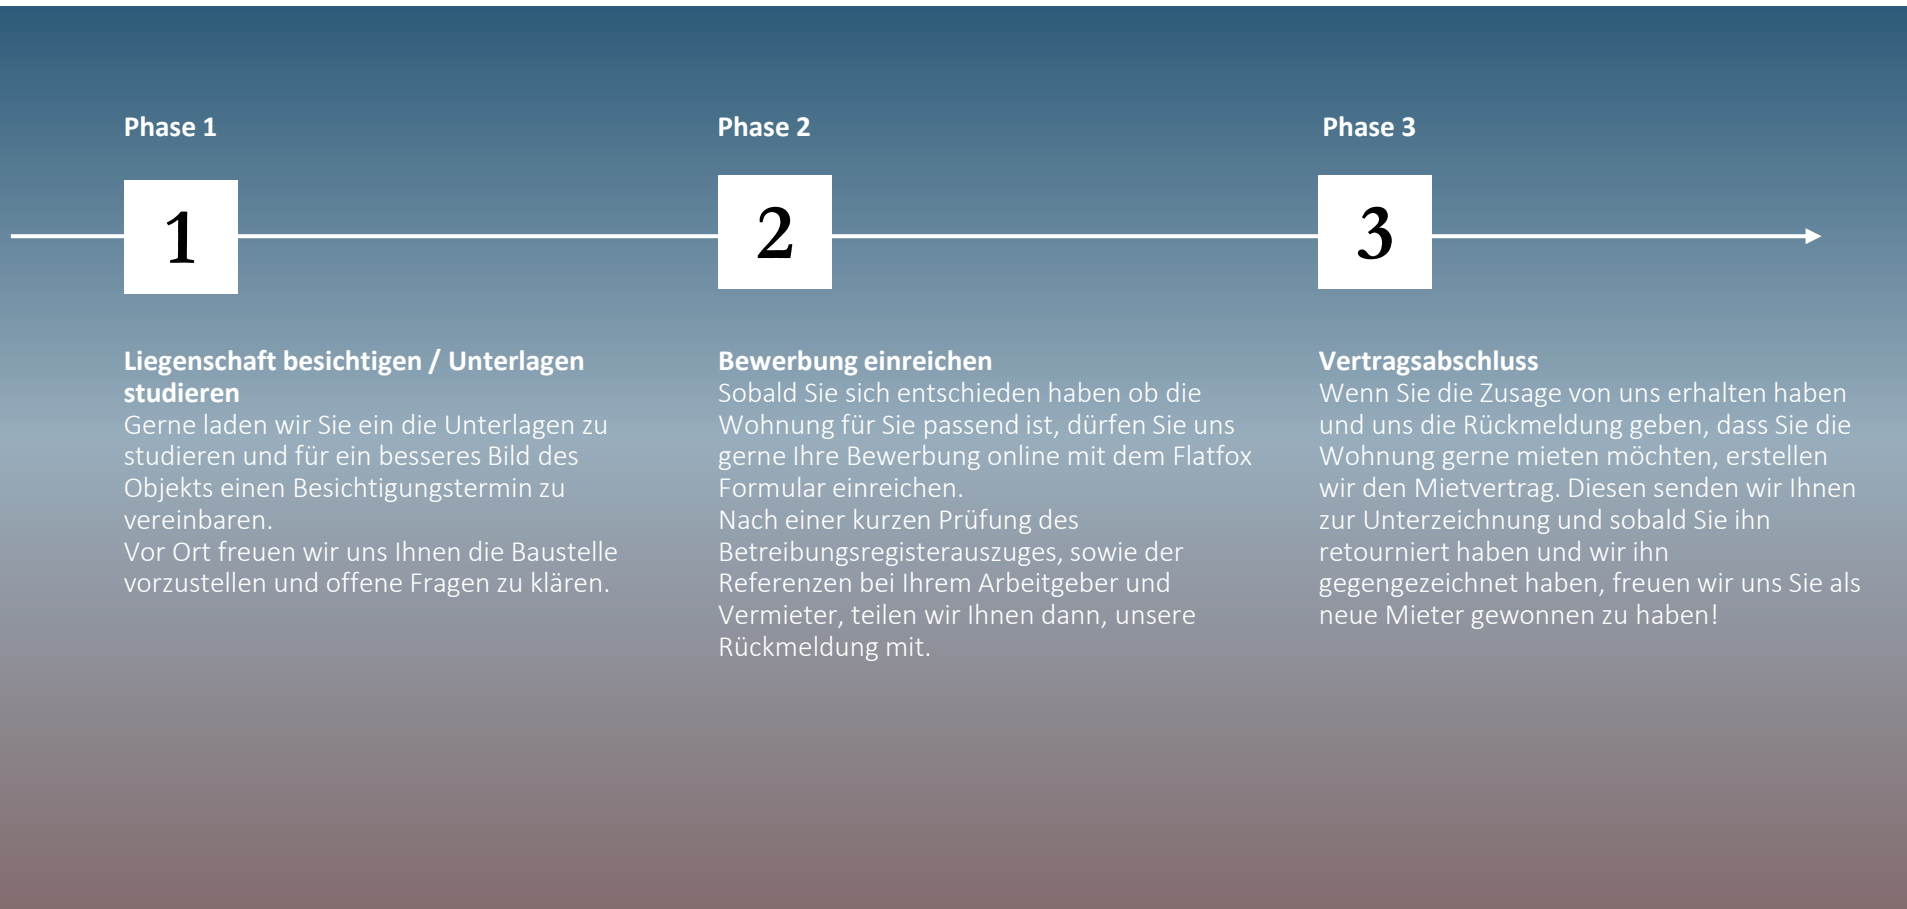 Phase 1
1
Liegenschaft besichtigen / Unterlagen
studieren
Gerne laden wir Sie ein die Unterlagen zu
studieren und für ein besseres Bild des
Objekts einen Besichtigungstermin zu
vereinbaren.
Vor Ort freuen wir uns Ihnen die Baustelle
vorzustellen und offene Fragen zu klären.
Phase 2
2
Bewerbung einreichen
Sobald Sie sich entschieden haben ob die
Wohnung für Sie passend ist, dürfen Sie uns
gerne Ihre Bewerbung online mit dem Flatfox
Formular einreichen.
Nach einer kurzen Prüfung des
Betreibungsregisterauszuges, sowie der
Referenzen bei Ihrem Arbeitgeber und
Vermieter, teilen wir Ihnen dann, unsere
Rückmeldung mit.
Phase 3
3
Vertragsabschluss
Wenn Sie die Zusage von uns erhalten haben
und uns die Rückmeldung geben, dass Sie die
Wohnung gerne mieten möchten, erstellen
wir den Mietvertrag. Diesen senden wir Ihnen
zur Unterzeichnung und sobald Sie ihn
retourniert haben und wir ihn
gegengezeichnet haben, freuen wir uns Sie als
neue Mieter gewonnen zu haben!